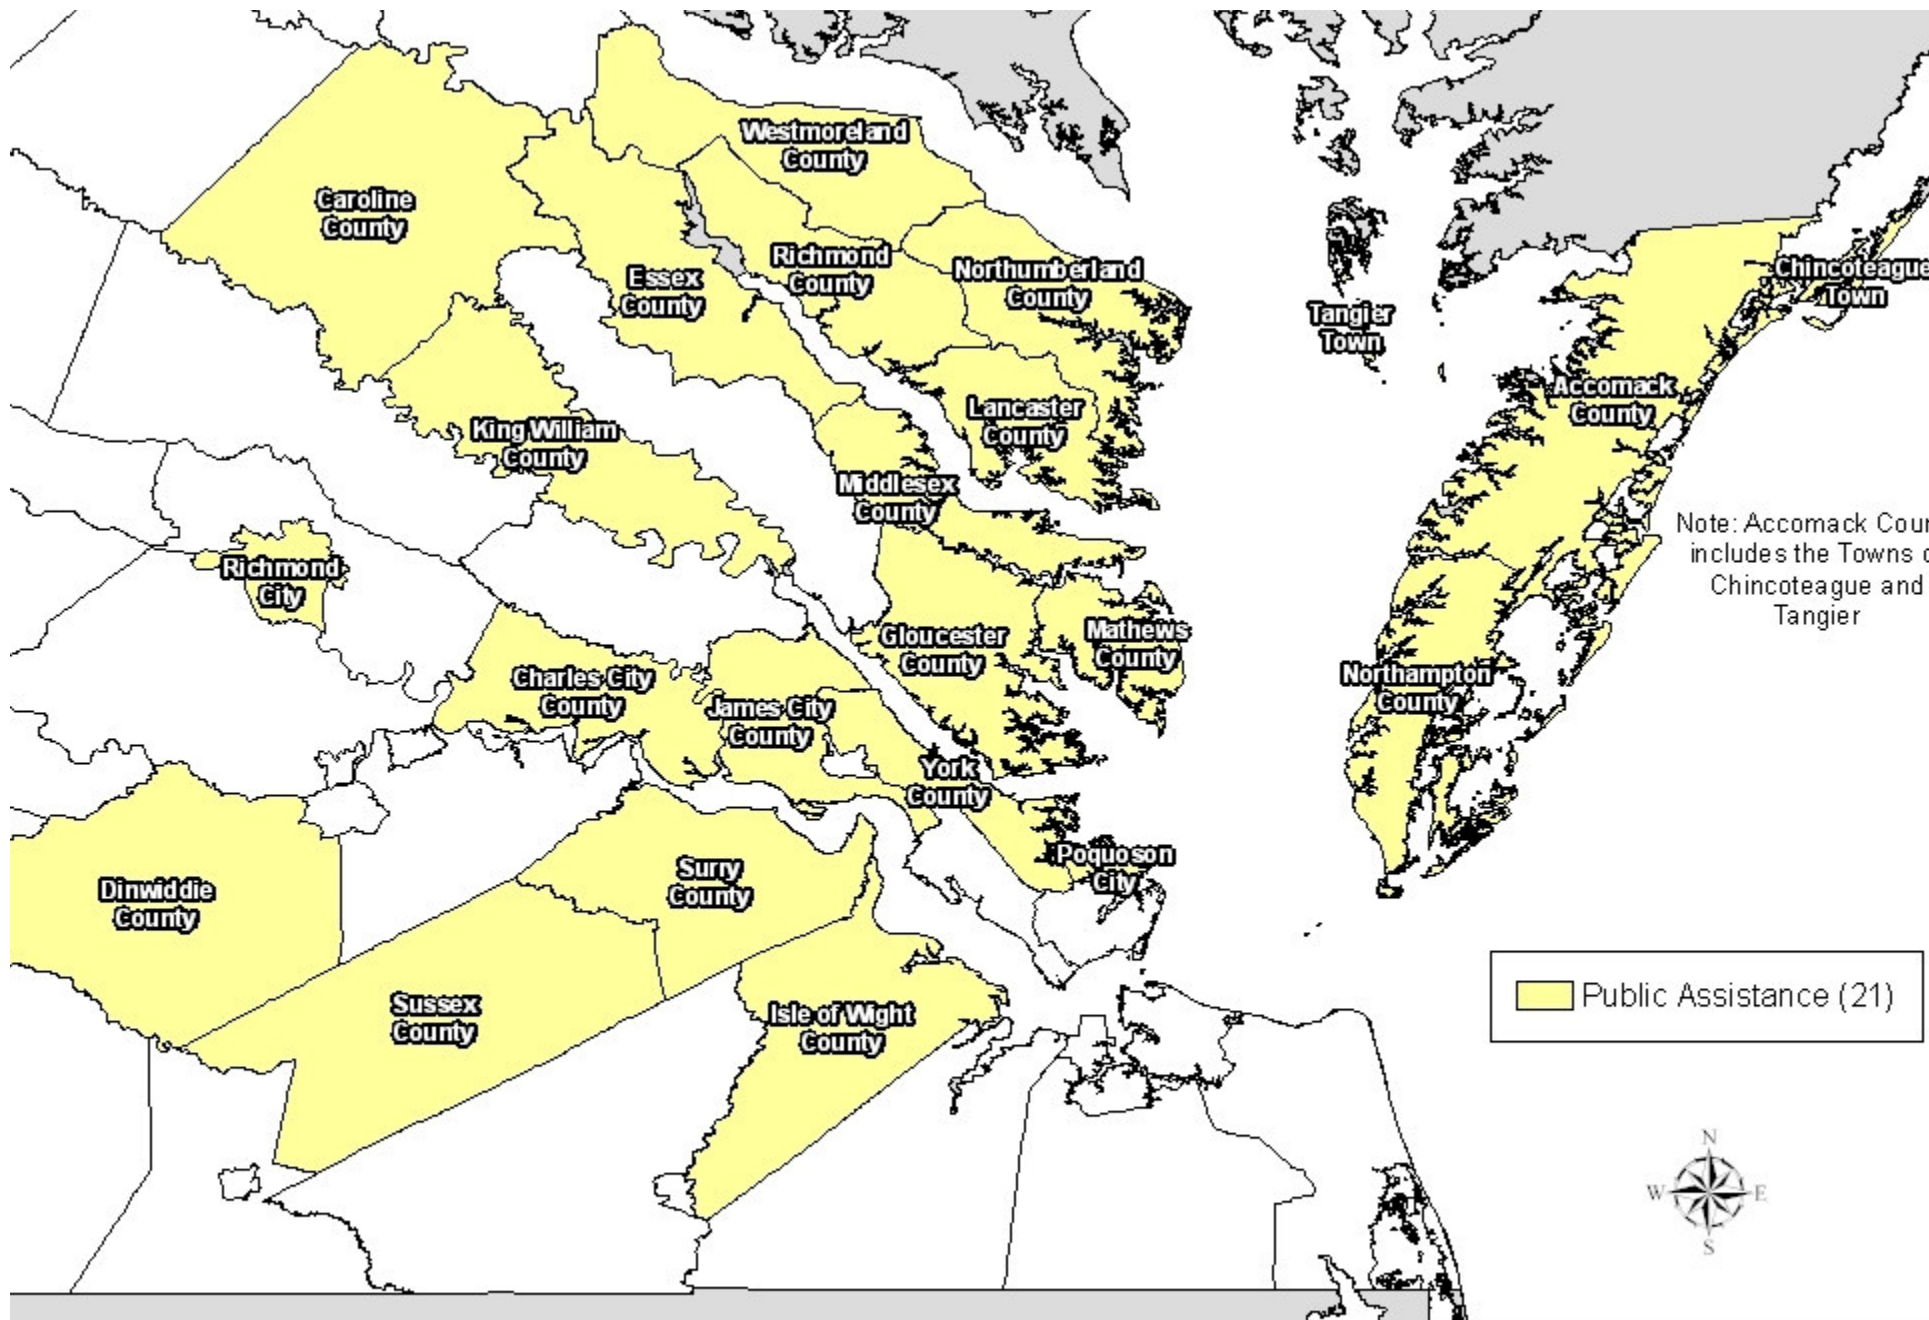 Westmoreland
County
Caroline
County
Richmond
County
Essex
County
Northumberland
County
Chincoteague
Town
Tangier
Town
Accomack
County
Lancaster
County
King William
County
Middlesex
County
Note: Accomack Coun
includes the Towns o
Chincoteague and
Tangier
Richmond
City
Gloucester
County
Mathews
County
Charles City
County
James City
County
Northampton
County
York
County
Poquoson
City
Surry
County
Dinwiddie
County
Sussex
County
Isle of Wight
County
Public Assistance (21)
N
W E
S